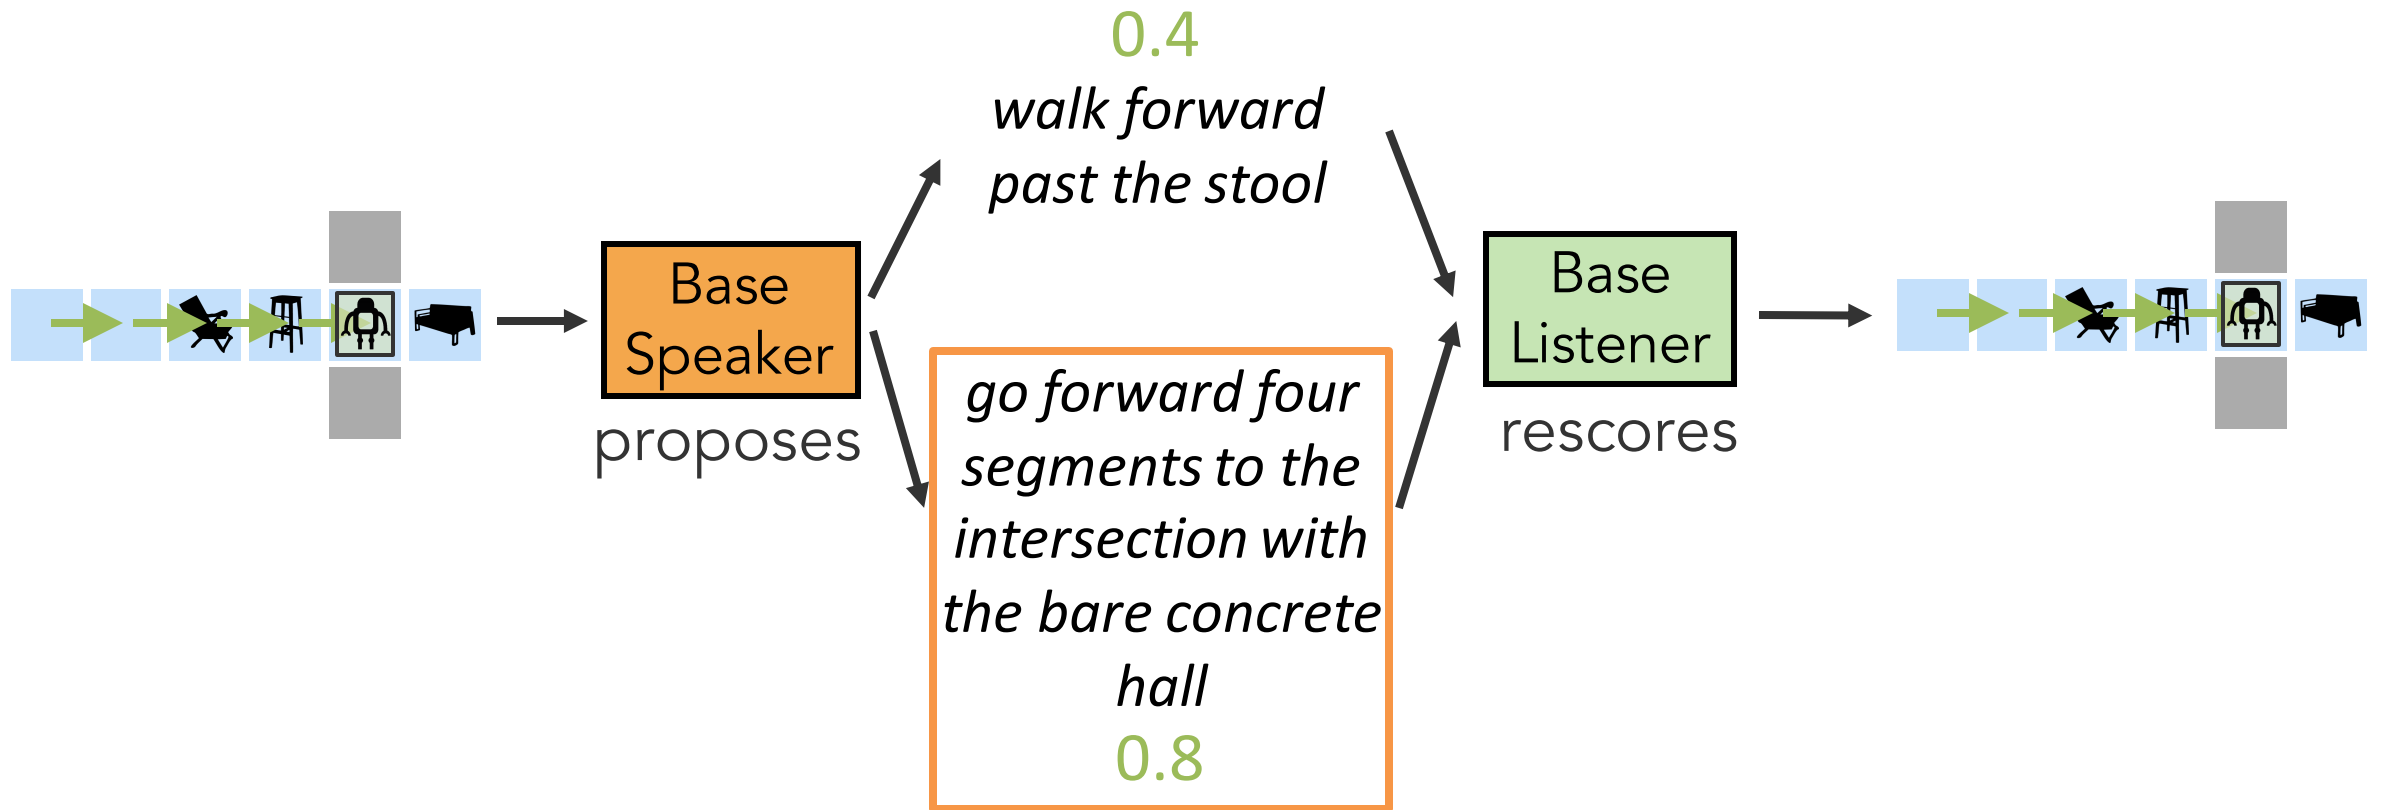 0.4
walk forward
past the stool
Base
Speaker
proposes
go forward four
segments to the
intersection with
the bare concrete
hall
0.8
Base
Listener
rescores